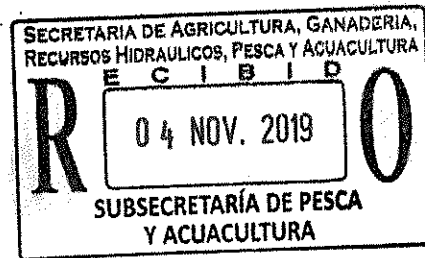 SECRETARIA DE AGRICULTURA, GANADERIA,
RECURSOS HIDRAULICOS, PESCA Y ACUACULTURA
R E C I B I D O
04 NOV. 2019
SUBSECRETARÍA DE PESCA
Y ACUACULTURA